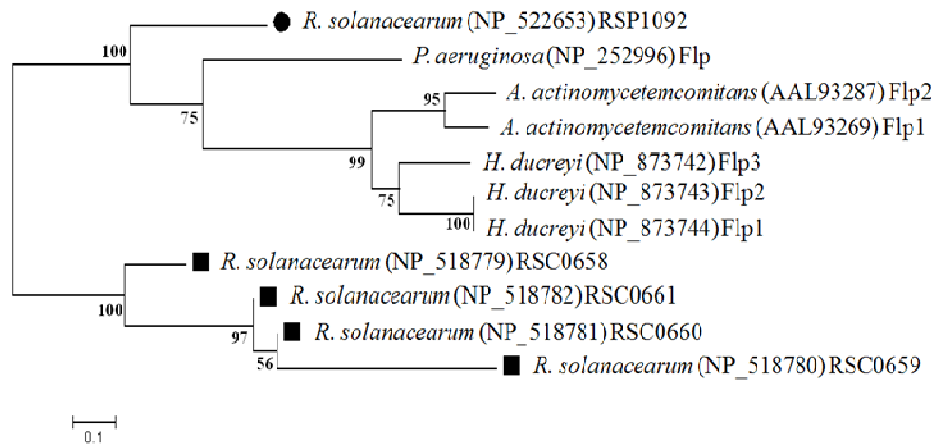 R. solanacearum (NP_522653) RSP1092
100
P. aeruginosa (NP_252996) Flp
75
A. actinomycetemcomitans (AAL93287) Flp2
95
A. actinomycetemcomitans (AAL93269) Flp1
99
H. ducreyi (NP_873742) Flp3
75
H. ducreyi (NP_873743) Flp2
100
H. ducreyi (NP_873744) Flp1
R. solanacearum (NP_518779) RSC0658
100
R. solanacearum (NP_518782) RSC0661
97
R. solanacearum (NP_518781) RSC0660
56
R. solanacearum (NP_518780) RSC0659
0.1